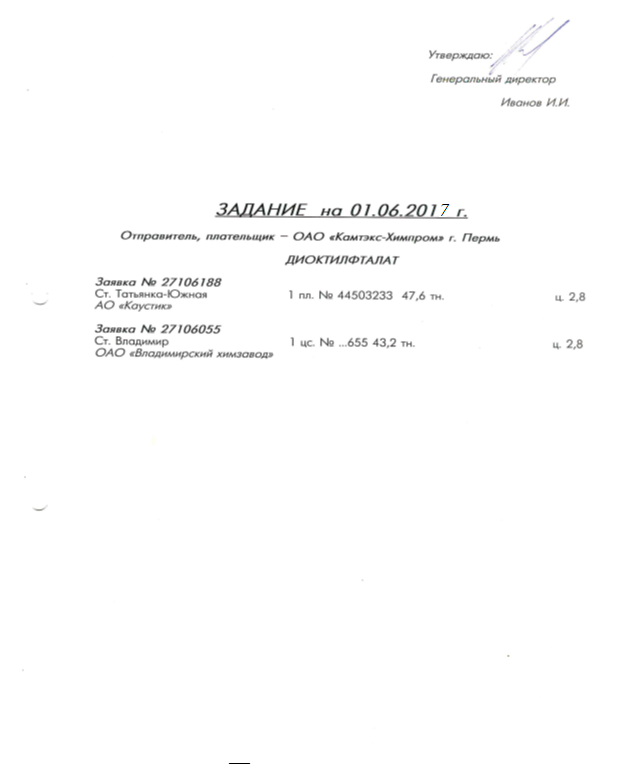 Утверждаю:
Генеральный директор
Иванов И.И.
ЗАДАНИЕ на 01.06.2017 г.
Отправитель, плательщик – ОАО «Камтэкс-Химпром» г. Пермь
ДИОКТИЛФТАЛАТ
Заявка № 27106188
Ст. Татьянка-Южная 1 пл. № 44503233 47,6 тн. ц. 2,8
АО «Каустик»
Заявка № 27106055
Ст. Владимир 1 цс. № ...655 43,2 тн. ц. 2,8
ОАО «Владимирский химзавод»